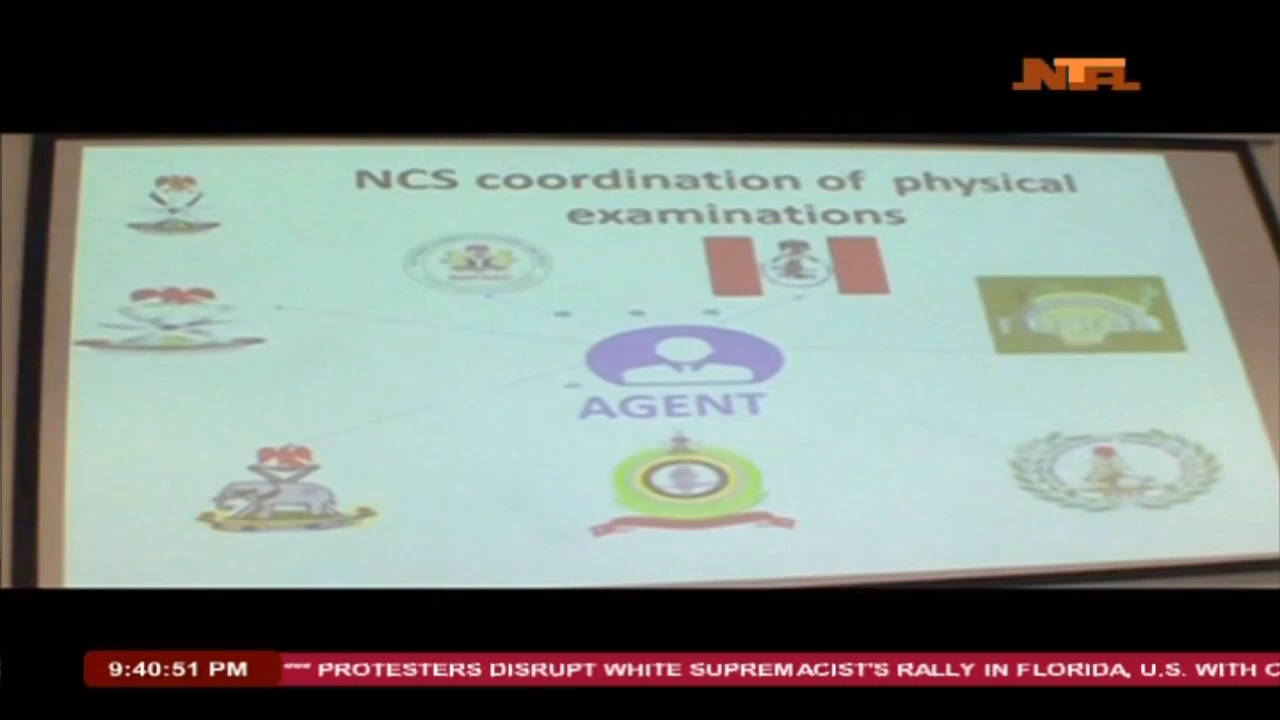 NTA
NCS coordination of physical
examinations
AGENT
9:40:51 PM
*** PROTESTERS DISRUPT WHITE SUPREMACIST'S RALLY IN FLORIDA, U.S. WITH